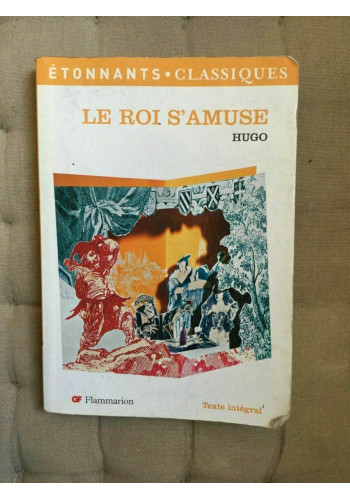 ÉTONNANTS • CLASSIQUES
LE ROI S'AMUSE
HUGO
GF Flammarion
Texte intégral